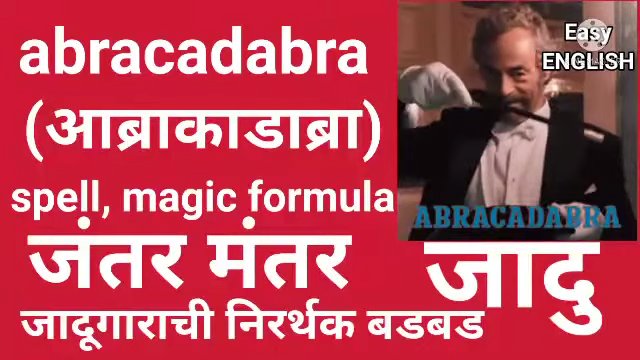 abracadabra
(आब्राकाडाब्रा)
spell, magic formula
जंतर मंतर
जादु
जादूगाराची निरर्थक बडबड
Easy
ENGLISH
ABRACADABRA